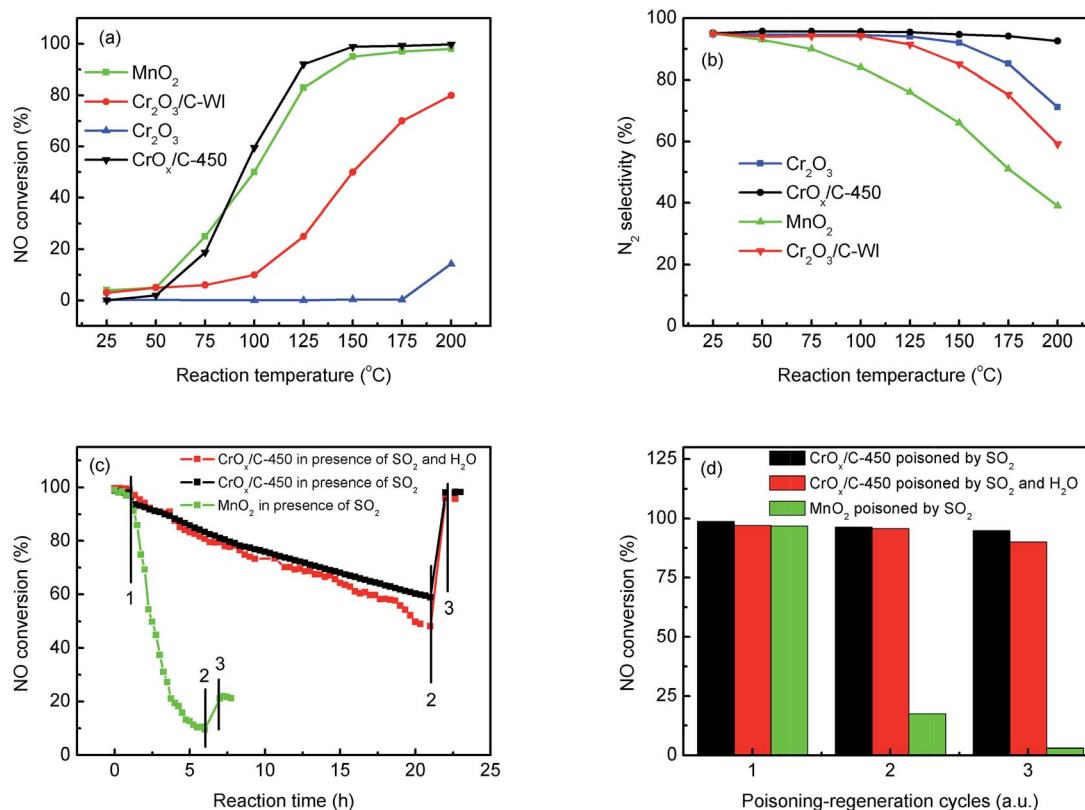 (a)
MnO2
Cr2O3/C-WI
Cr2O3
CrOx/C-450
NO conversion (%)
100
80
60
40
20
0
25 50 75 100 125 150 175 200
Reaction temperature (oC)
(b)
Cr2O3
CrOx/C-450
MnO2
Cr2O3/C-WI
N2 selectivity (%)
100
80
60
40
20
0
25 50 75 100 125 150 175 200
Reaction temperacture (oC)
(c)
CrOx/C-450 in presence of SO2 and H2O
CrOx/C-450 in presence of SO2
MnO2 in presence of SO2
NO conversion (%)
100
80
60
40
20
0
1
2
3
2
3
0 5 10 15 20 25
Reaction time (h)
(d)
CrOx/C-450 poisoned by SO2
CrOx/C-450 poisoned by SO2 and H2O
MnO2 poisoned by SO2
NO conversion (%)
125
100
75
50
25
0
1 2 3
Poisoning-regeneration cycles (a.u.)